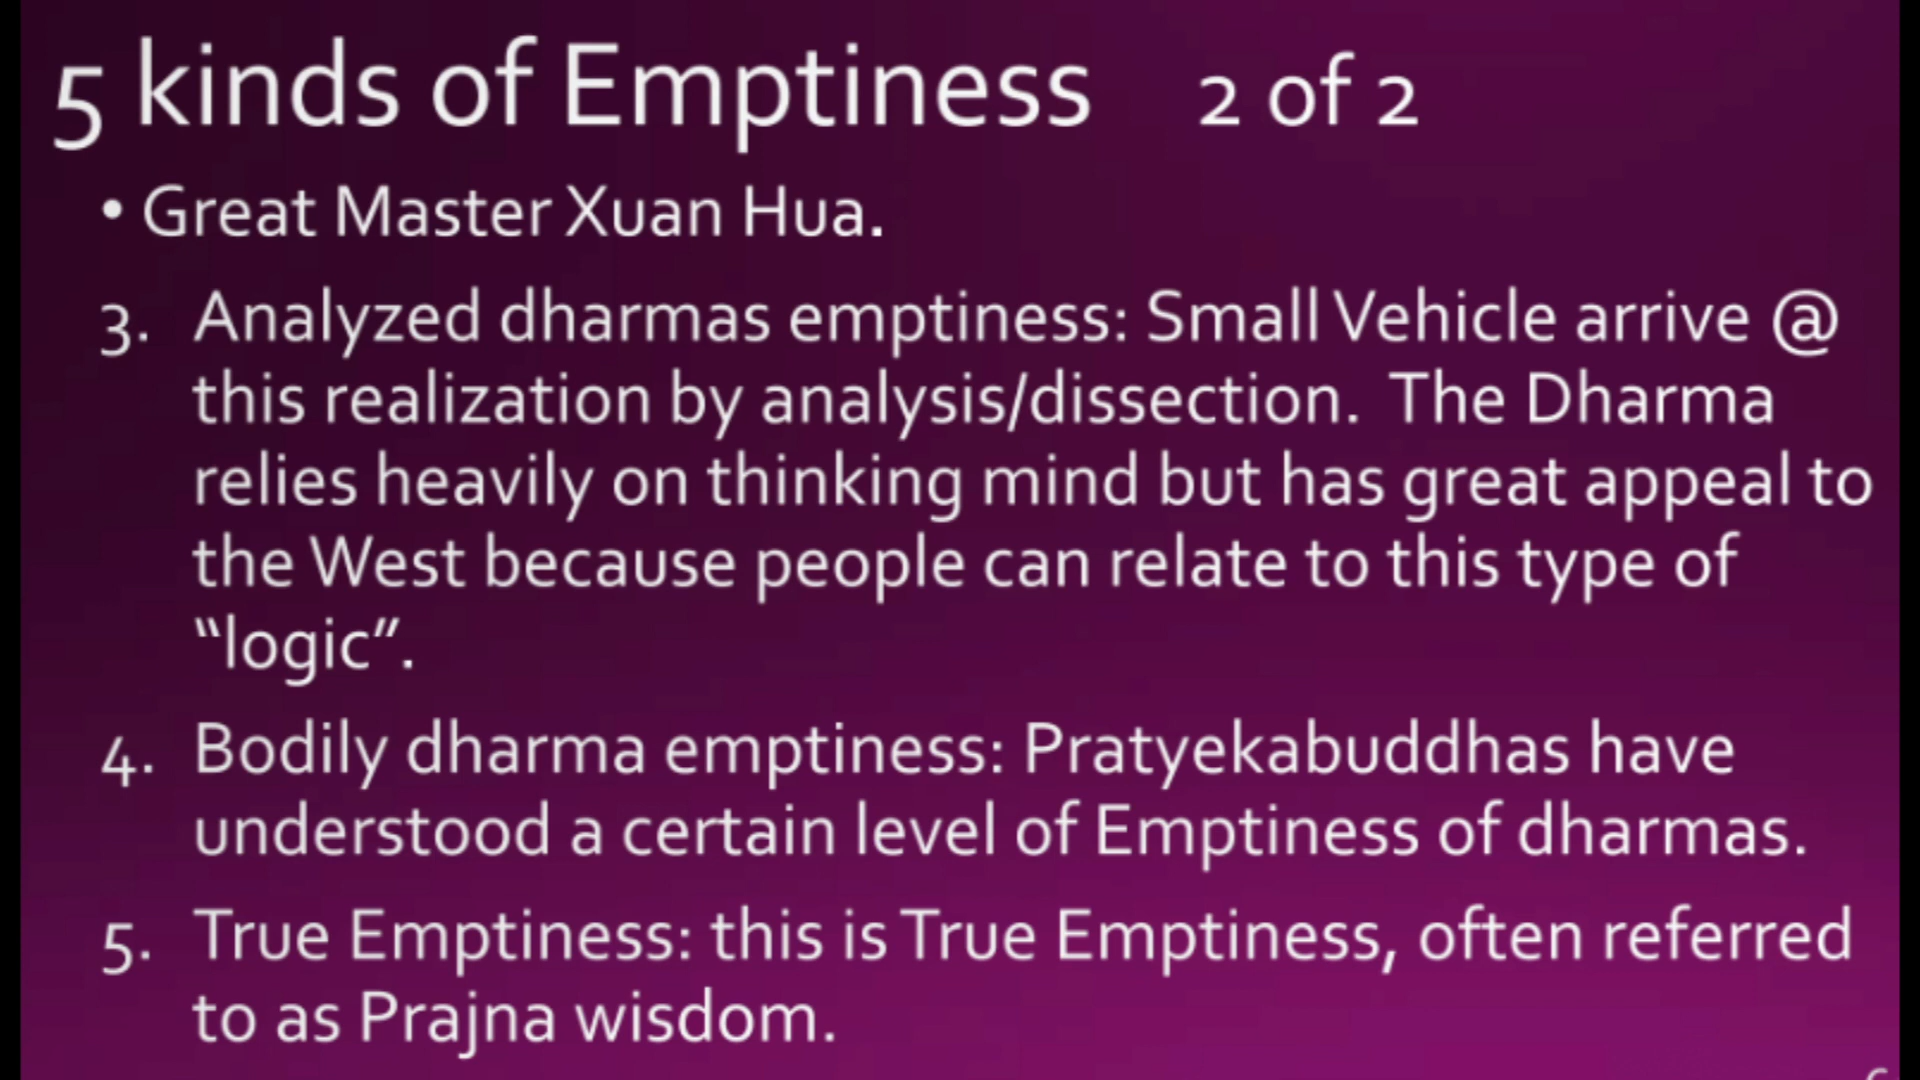 5 kinds of Emptiness 2 of 2
• Great Master Xuan Hua.
3. Analyzed dharmas emptiness: Small Vehicle arrive @
this realization by analysis/dissection. The Dharma
relies heavily on thinking mind but has great appeal to
the West because people can relate to this type of
“logic”.
4. Bodily dharma emptiness: Pratyekabuddhas have
understood a certain level of Emptiness of dharmas.
5. True Emptiness: this is True Emptiness, often referred
to as Prajna wisdom.